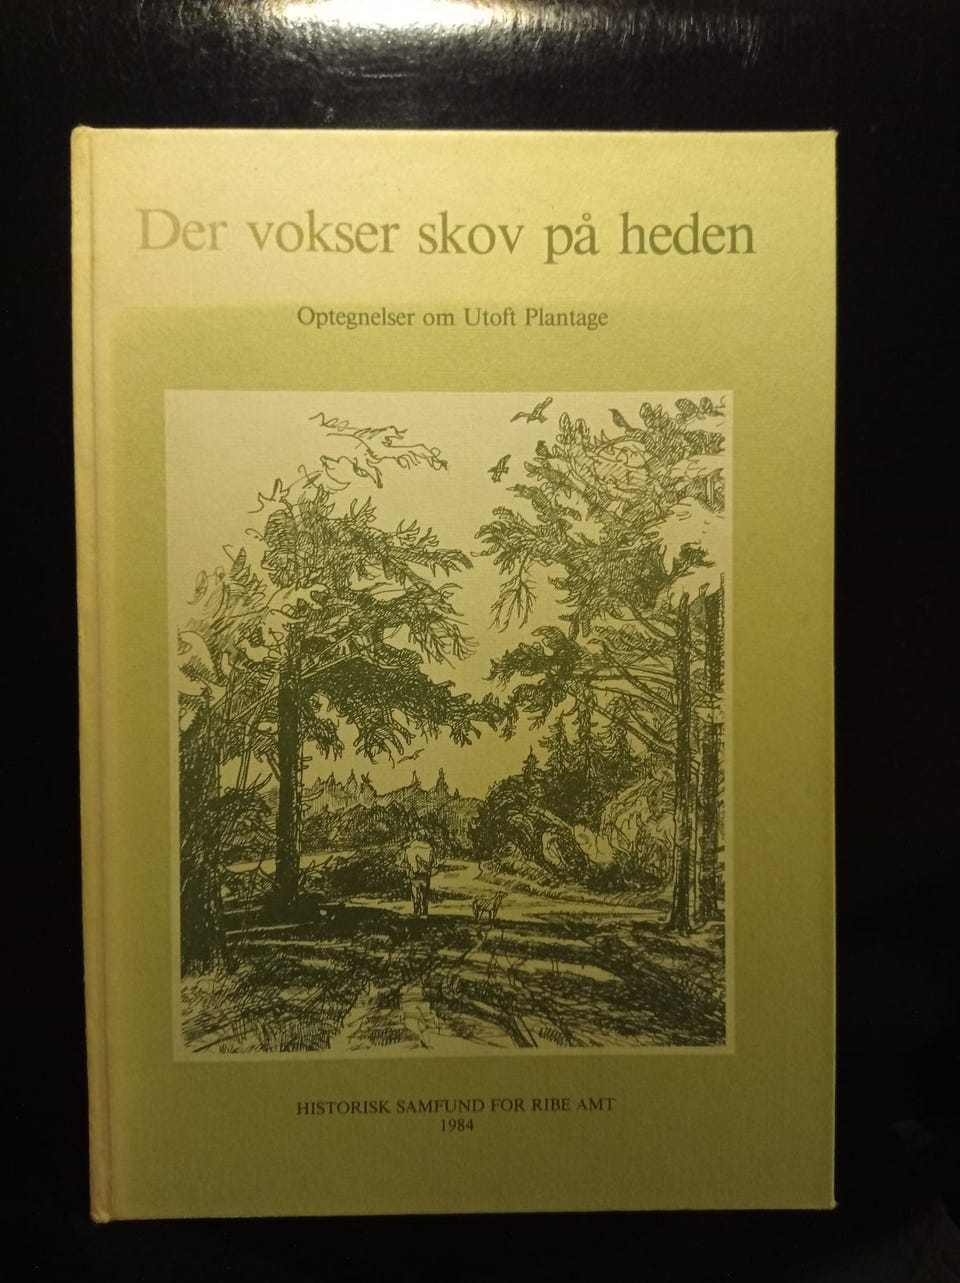 Der vokser skov på heden
Optegnelser om Utoft Plantage
HISTORISK SAMFUND FOR RIBE AMT
1984